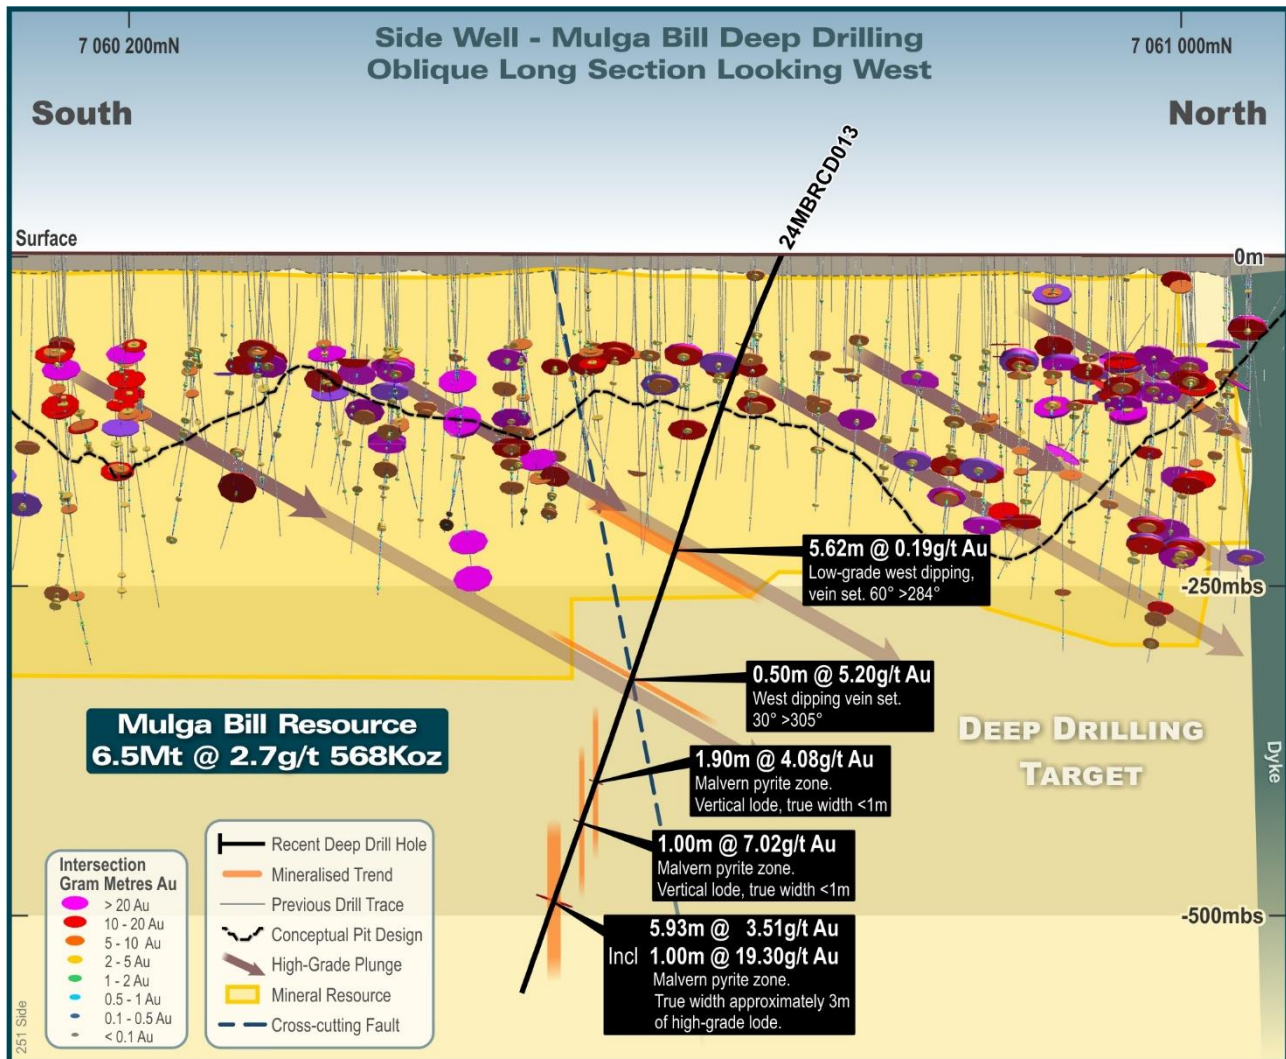 7 060 200mN
Side Well - Mulga Bill Deep Drilling
Oblique Long Section Looking West
7 061 000mN
South
North
24MBRCD013
Surface
0m
5.62m @ 0.19g/t Au
Low-grade west dipping,
vein set. 60° >284°
-250mbs
0.50m @ 5.20g/t Au
West dipping vein set.
30° >305°
Mulga Bill Resource
6.5Mt @ 2.7g/t 568Koz
DEEP DRILLING
TARGET
Dyke
1.90m @ 4.08g/t Au
Malvern pyrite zone.
Vertical lode, true width <1m
1.00m @ 7.02g/t Au
Malvern pyrite zone.
Vertical lode, true width <1m
-500mbs
5.93m @ 3.51g/t Au
Incl 1.00m @ 19.30g/t Au
Malvern pyrite zone.
True width approximately 3m
of high-grade lode.
Intersection
Gram Metres Au
> 20 Au
10 - 20 Au
5 - 10 Au
2 - 5 Au
1 - 2 Au
0.5 - 1 Au
0.1 - 0.5 Au
< 0.1 Au
Recent Deep Drill Hole
Mineralised Trend
Previous Drill Trace
Conceptual Pit Design
High-Grade Plunge
Mineral Resource
Cross-cutting Fault
251 Side